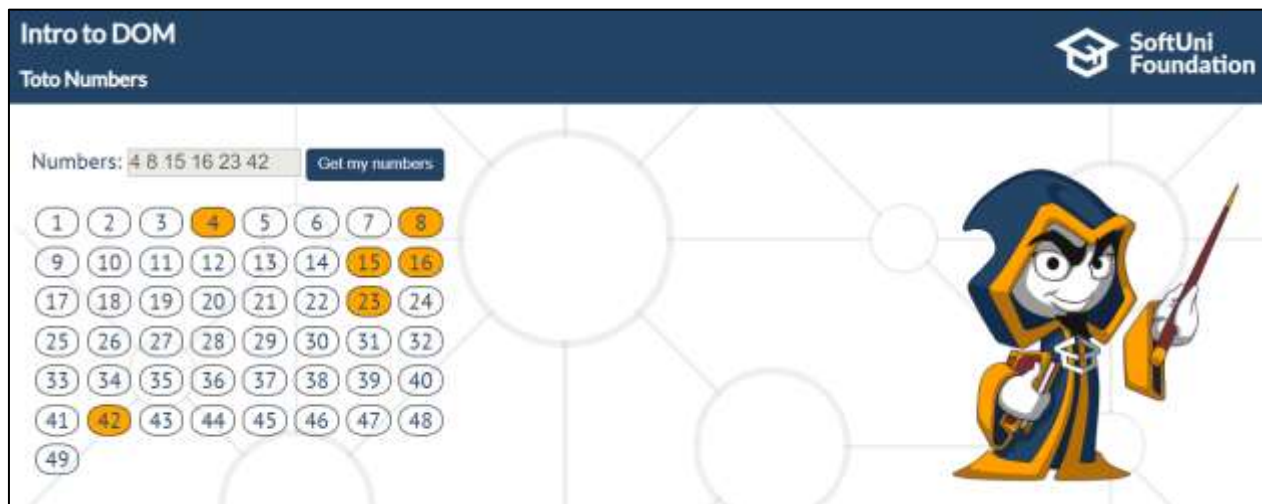 Intro to DOM
Toto Numbers
SoftUni
Foundation
Numbers: 4 8 15 16 23 42 Get my numbers
1 2 3 4 5 6 7 8
9 10 11 12 13 14 15 16
17 18 19 20 21 22 23 24
25 26 27 28 29 30 31 32
33 34 35 36 37 38 39 40
41 42 43 44 45 46 47 48
49